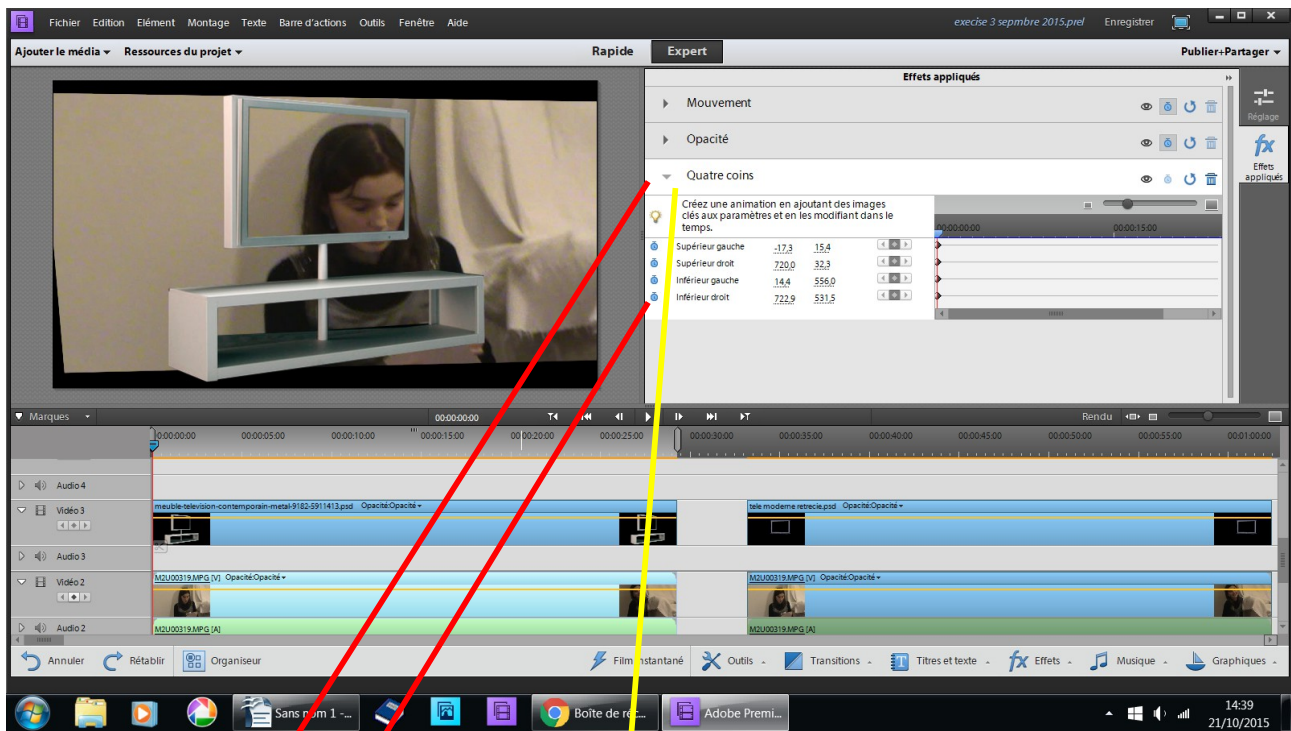 Fichier Edition Elément Montage Texte Barre d'actions Outils Fenêtre Aide execise 3 sepmbre 2015.prel Enregistrer
Ajouter le média Ressources du projet Rapide Expert Publier+Partager
Effets appliqués
Mouvement
Réglage
Opacité
fx
Effets appliqués
Quatre coins
Créez une animation en ajoutant des images
clés aux paramètres et en les modifiant dans le
temps.
00:00:00:00 00:00:15:00
Supérieur gauche -17,3 15,4
Supérieur droit 720,0 32,3
Inférieur gauche 14,4 556,0
Inférieur droit 722,9 531,5
Marques 00:00:00:00 Rendu
00:00:00:00 00:00:05:00 00:00:10:00 00:00:15:00 00:00:20:00 00:00:25:00 00:00:30:00 00:00:35:00 00:00:40:00 00:00:45:00 00:00:50:00 00:00:55:00 00:01:00:00
Audio 4
Vidéo 3 meuble-television-contemporain-metal-9182-5911413.psd Opacité:Opacité tele moderne retrecie.psd Opacité:Opacité
Audio 3
Vidéo 2 M2U00319.MPG [V] Opacité:Opacité M2U00319.MPG [V] Opacité:Opacité
Audio 2 M2U00319.MPG [A] M2U00319.MPG [A]
Annuler Rétablir Organiseur Film instantané Outils Transitions Titres et texte fx Effets Musique Graphiques
Sans nom 1 -... Boîte de réc... Adobe Premi... 14:39
21/10/2015